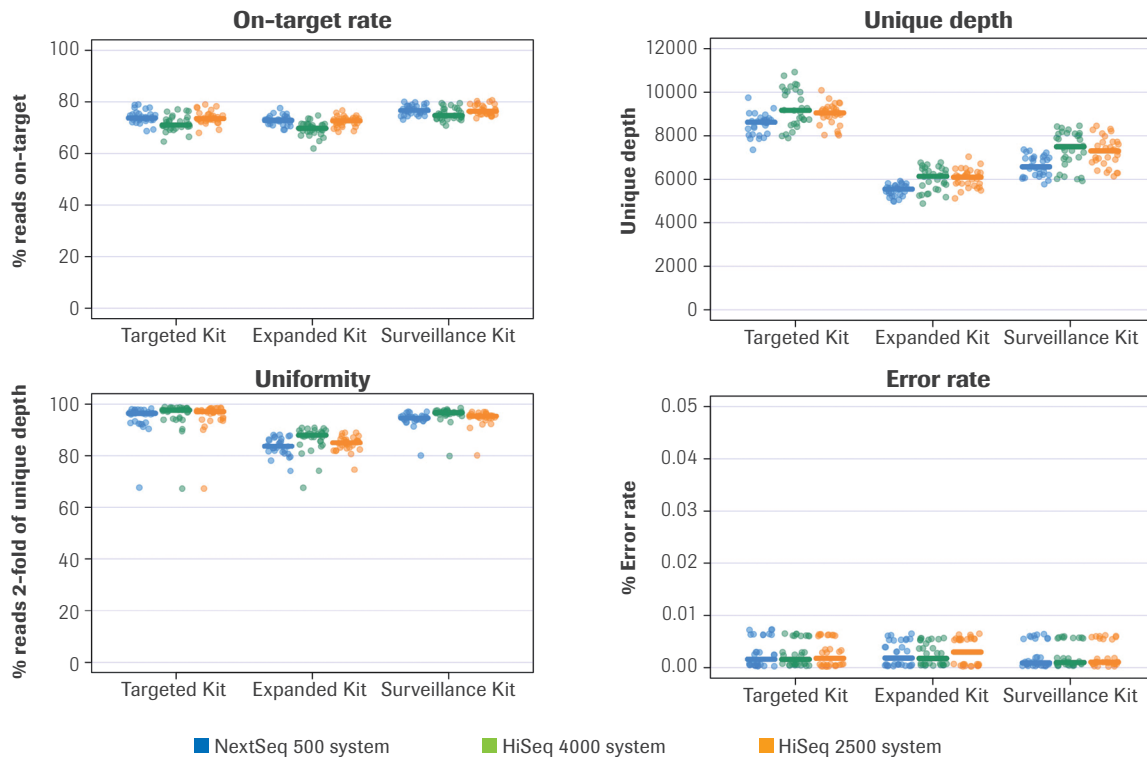 On-target rate
% reads on-target
100
80
60
40
20
0
Targeted Kit Expanded Kit Surveillance Kit
Unique depth
Unique depth
12000
10000
8000
6000
4000
2000
0
Targeted Kit Expanded Kit Surveillance Kit
Uniformity
% reads 2-fold of unique depth
100
80
60
40
20
0
Targeted Kit Expanded Kit Surveillance Kit
Error rate
% Error rate
0.05
0.04
0.03
0.02
0.01
0.00
Targeted Kit Expanded Kit Surveillance Kit
NextSeq 500 system HiSeq 4000 system HiSeq 2500 system